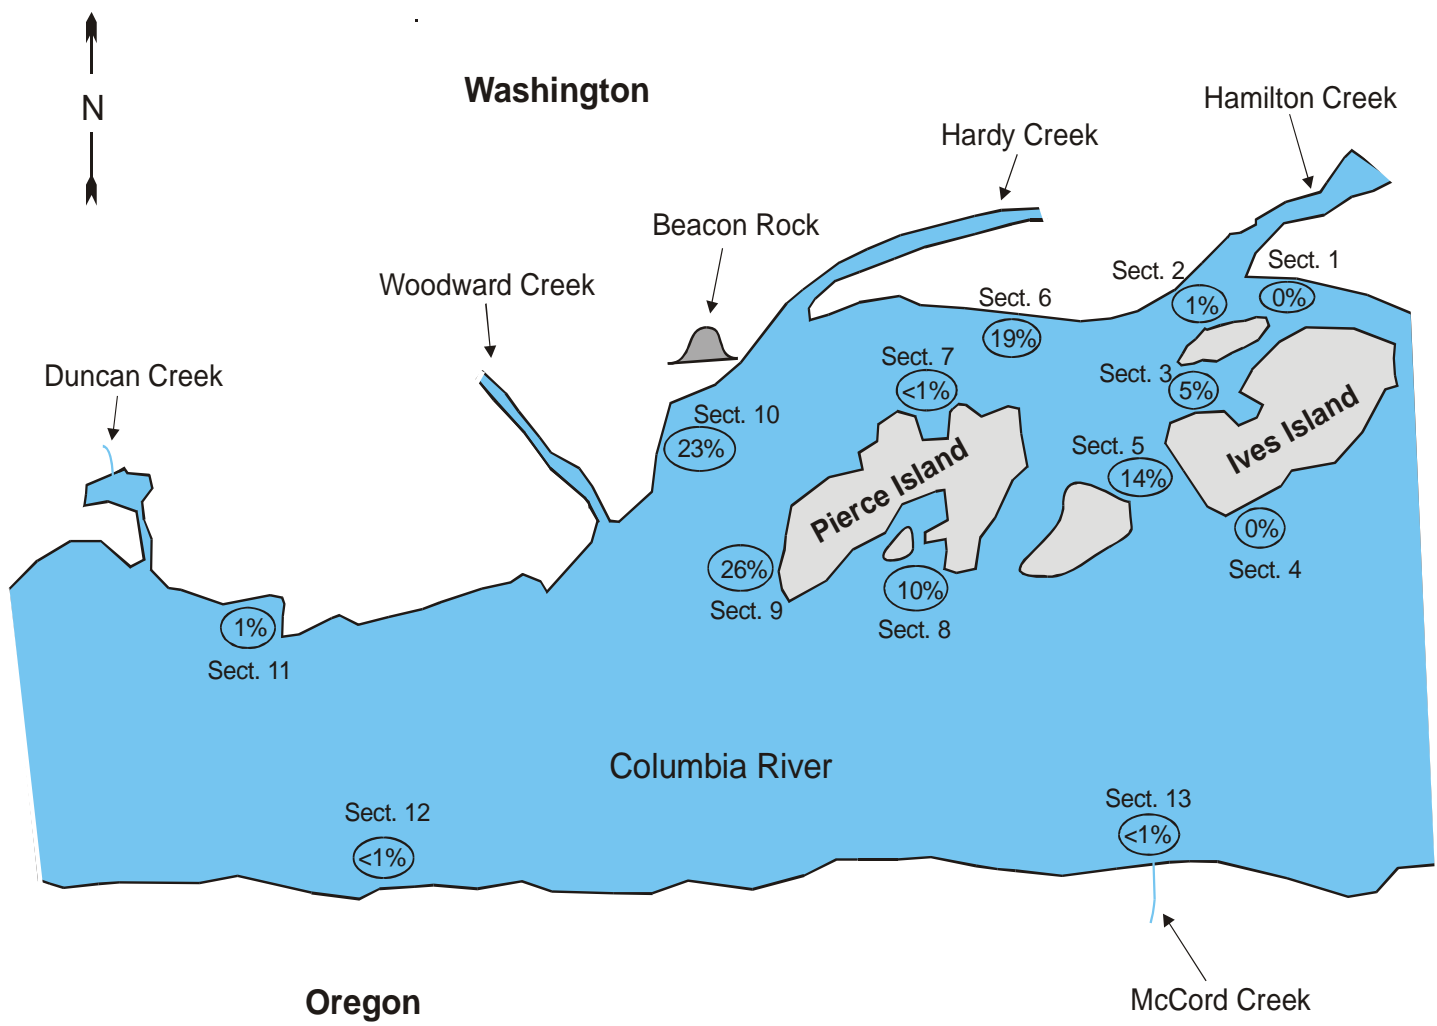 Washington
Hamilton Creek
N
Hardy Creek
Beacon Rock
Sect. 1
Sect. 2
Woodward Creek
0%
1%
Sect. 6
19%
Sect. 7
Duncan Creek
Sect. 3
<1%
5%
Sect. 10
Ives Island
23%
Sect. 5
Pierce Island
14%
0%
26%
Sect. 4
10%
Sect. 9
1%
Sect. 8
Sect. 11
Columbia River
Sect. 13
Sect. 12
<1%
<1%
Oregon
McCord Creek